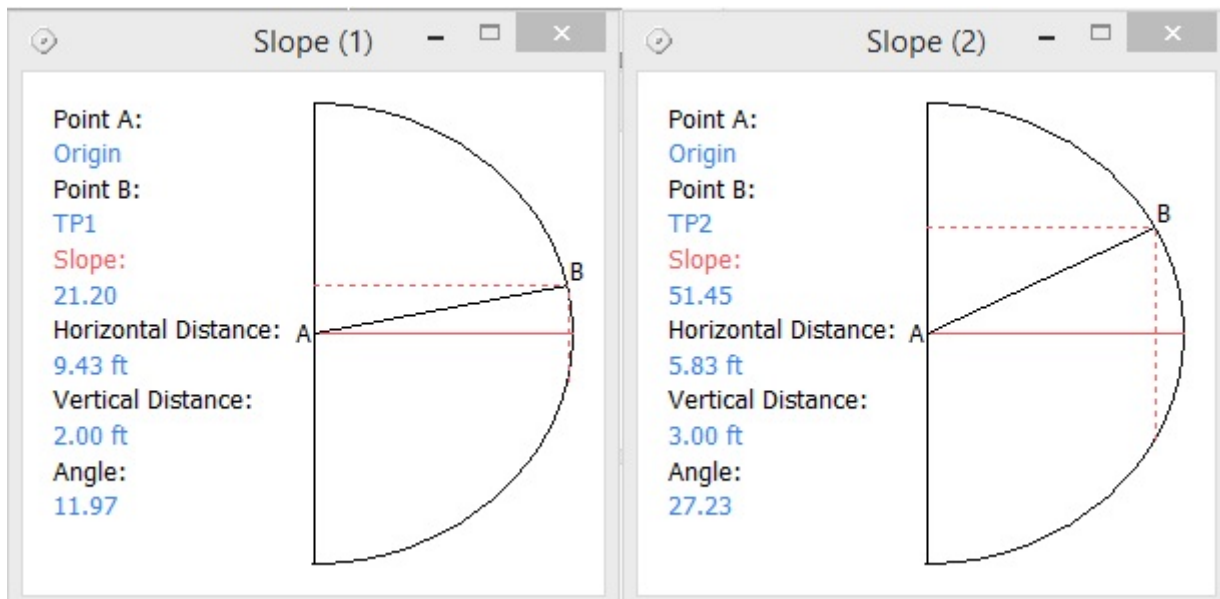 Slope (1)
Point A:
Origin
Point B:
TP1
Slope:
21.20
Horizontal Distance:
9.43 ft
Vertical Distance:
2.00 ft
Angle:
11.97
A
B
Slope (2)
Point A:
Origin
Point B:
TP2
Slope:
51.45
Horizontal Distance:
5.83 ft
Vertical Distance:
3.00 ft
Angle:
27.23
A
B